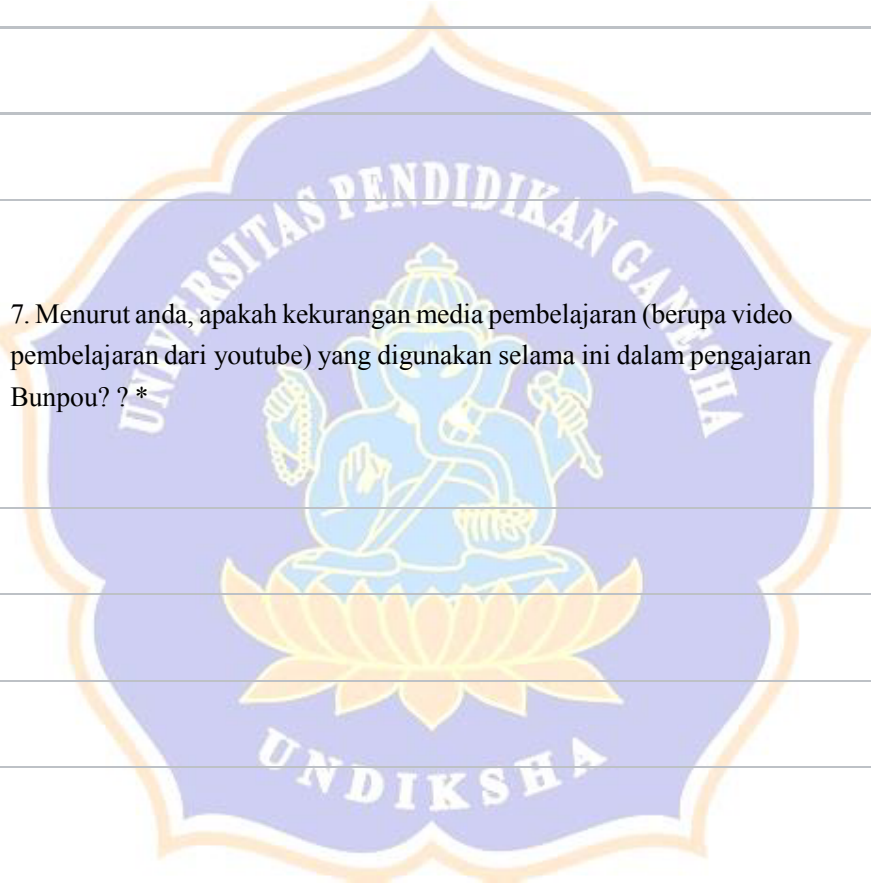 UNIVERSITAS PENDIDIKAN GANESHA
7. Menurut anda, apakah kekurangan media pembelajaran (berupa video
pembelajaran dari youtube) yang digunakan selama ini dalam pengajaran
Bunpou? ? *
UNDIKSHA